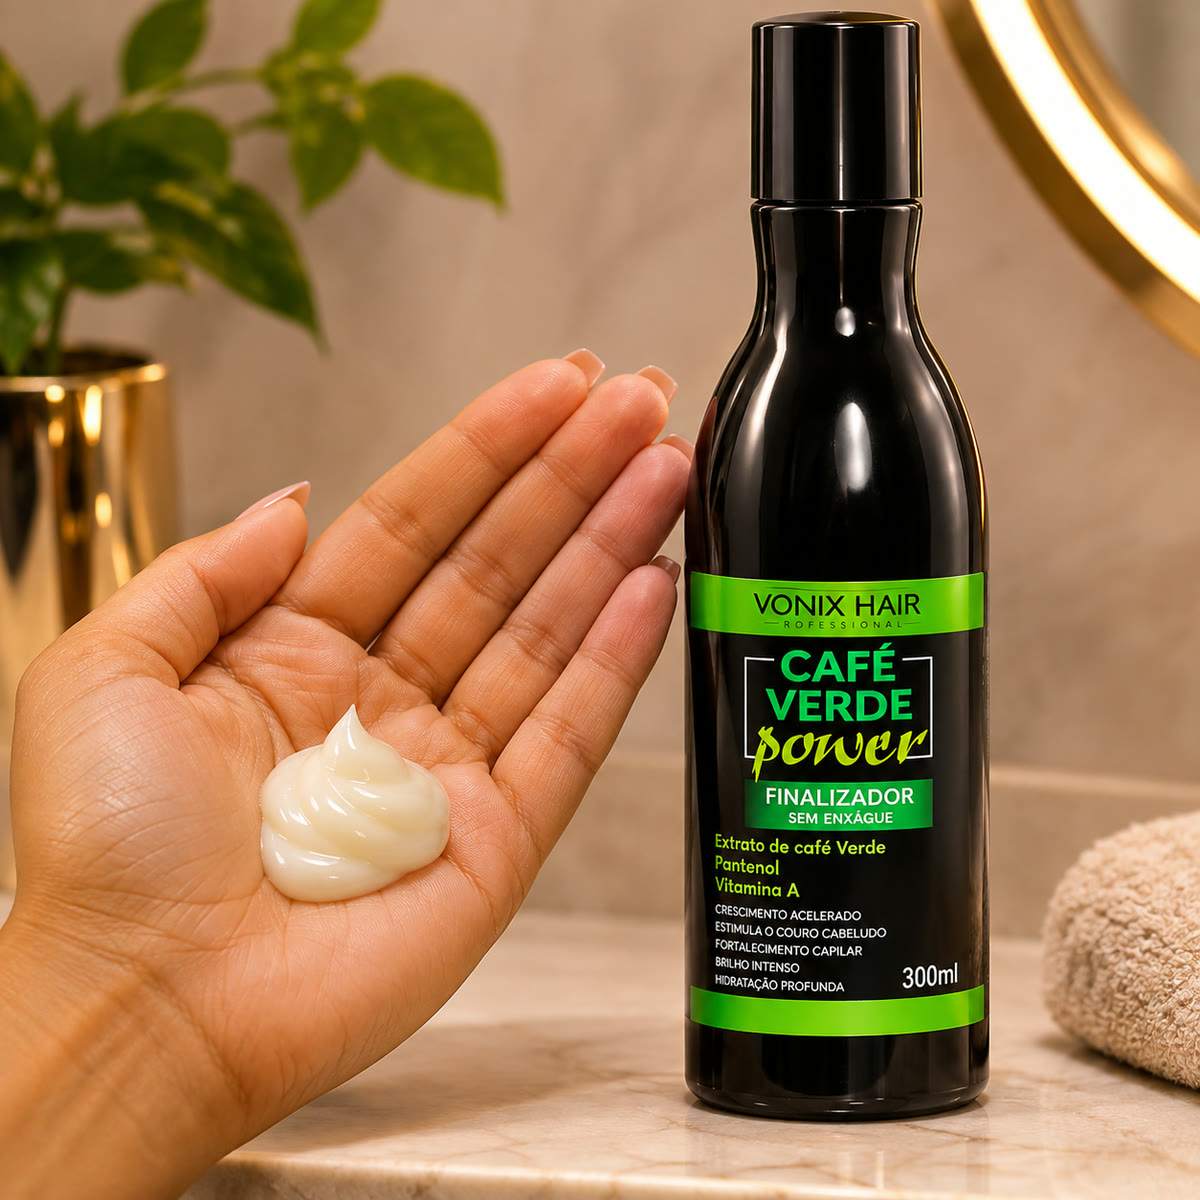 VONIX HAIR
ROFESSIONAL
CAFÉ
VERDE
power
FINALIZADOR
SEM ENXÁGUE
Extrato de café Verde
Pantenol
Vitamina A
CRESCIMENTO ACELERADO
ESTIMULA O COURO CABELUDO
FORTALECIMENTO CAPILAR
BRILHO INTENSO
HIDRATAÇÃO PROFUNDA
300ml